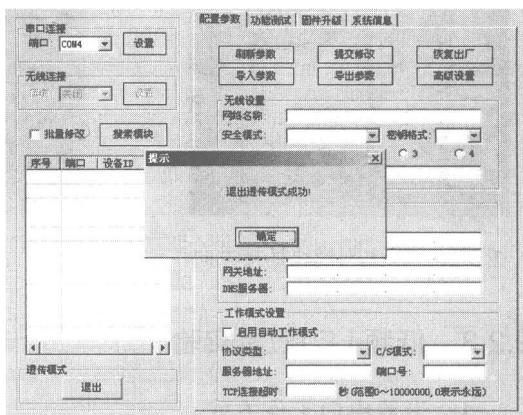 串口连接
端口 COM4 设置
无线连接
批量修改 搜索模块
序号 端口 设备ID
透传模式
退出
配置参数 功能测试 固件升级 系统信息
刷新参数 提交修改 恢复出厂
导入参数 导出参数 高级设置
无线设置
网络名称:
安全模式: 密钥格式:
3 4
提示
退出透传模式成功!
确定
网关地址:
DNS服务器:
工作模式设置
启用自动工作模式
协议类型: C/S模式:
服务器地址: 端口号:
TCP连接超时 秒(范围0~10000000,0表示永远)